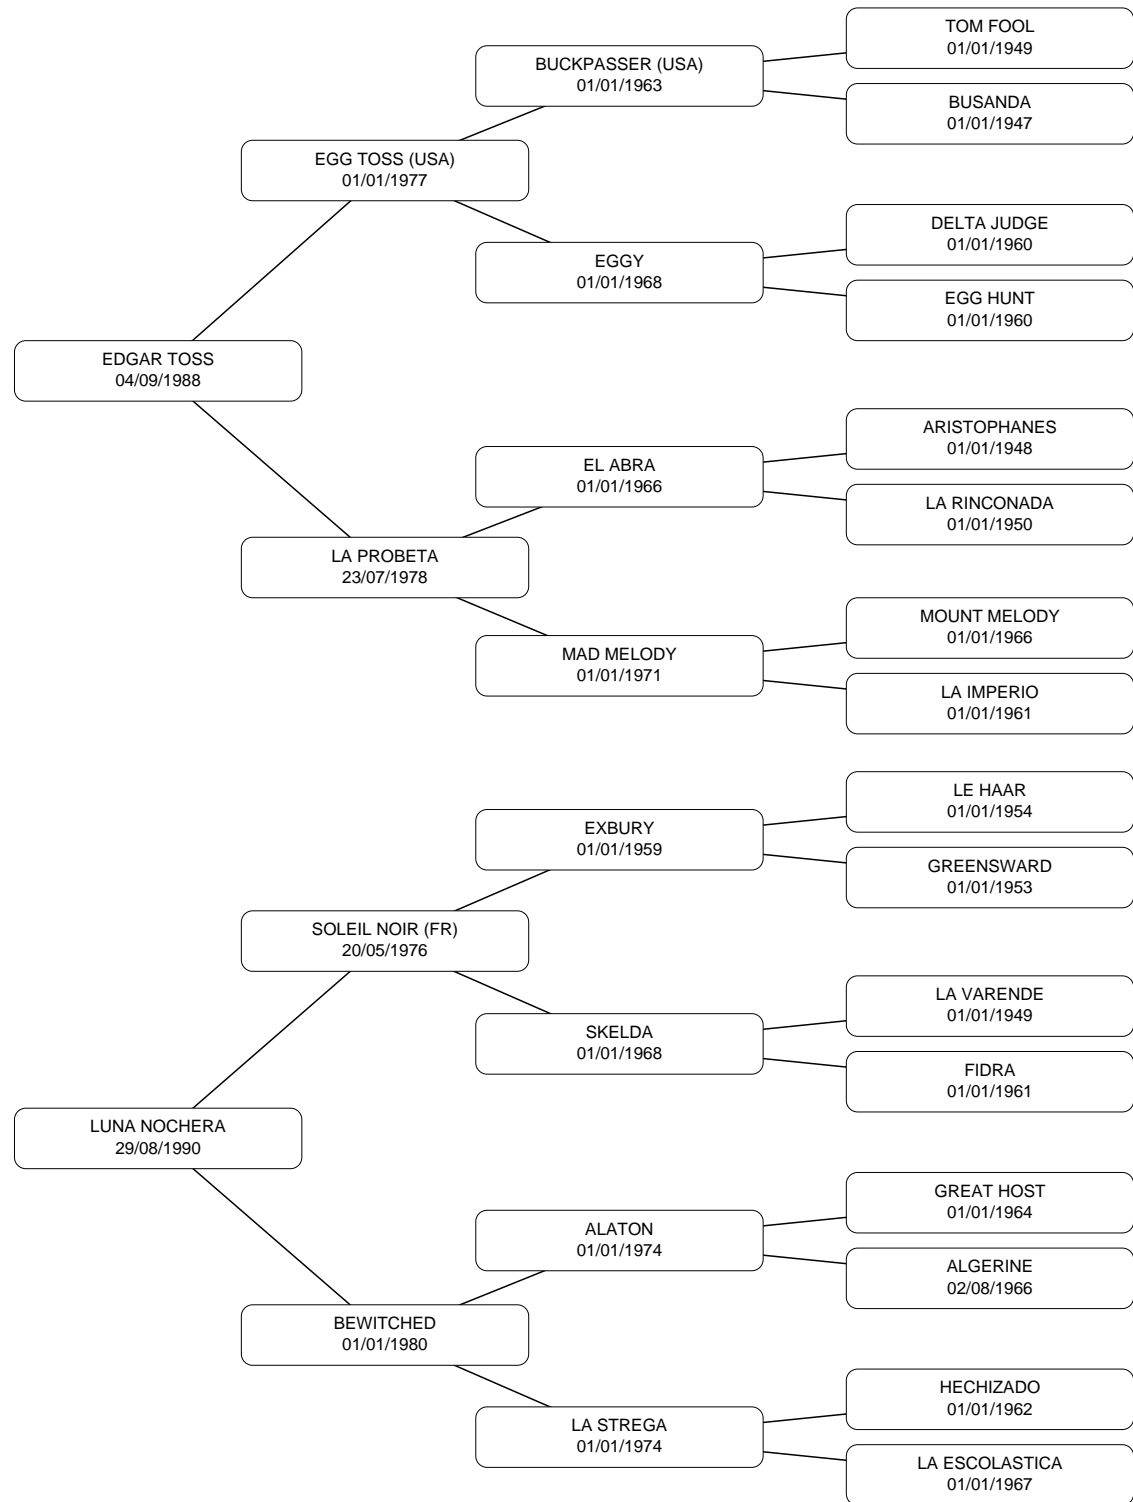 TOM FOOL
01/01/1949
BUCKPASSER (USA)
01/01/1963
BUSANDA
01/01/1947
EGG TOSS (USA)
01/01/1977
DELTA JUDGE
01/01/1960
EGGY
01/01/1968
EGG HUNT
01/01/1960
EDGAR TOSS
04/09/1988
ARISTOPHANES
01/01/1948
EL ABRA
01/01/1966
LA RINCONADA
01/01/1950
LA PROBETA
23/07/1978
MOUNT MELODY
01/01/1966
MAD MELODY
01/01/1971
LA IMPERIO
01/01/1961
LE HAAR
01/01/1954
EXBURY
01/01/1959
GREENSWARD
01/01/1953
SOLEIL NOIR (FR)
20/05/1976
LA VARENDE
01/01/1949
SKELDA
01/01/1968
FIDRA
01/01/1961
LUNA NOCHERA
29/08/1990
GREAT HOST
01/01/1964
ALATON
01/01/1974
ALGERINE
02/08/1966
BEWITCHED
01/01/1980
HECHIZADO
01/01/1962
LA STREGA
01/01/1974
LA ESCOLASTICA
01/01/1967